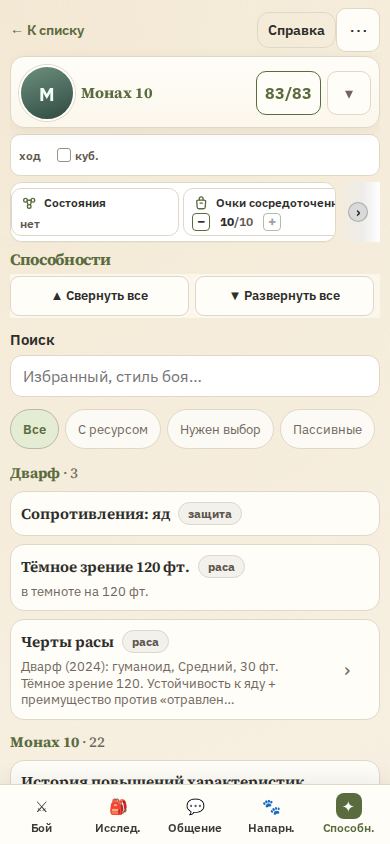 ← К списку
Справка
···
М
Монах 10
83/83
▼
ход
куб.
Состояния
нет
Очки сосредоточен
− 10/10 +
›
Способности
▲ Свернуть все
▼ Развернуть все
Поиск
Избранный, стиль боя...
Все
С ресурсом
Нужен выбор
Пассивные
Дварф · 3
Сопротивления: яд защита
Тёмное зрение 120 фт. раса
в темноте на 120 фт.
Черты расы раса
Дварф (2024): гуманоид, Средний, 30 фт.
Тёмное зрение 120. Устойчивость к яду +
преимущество против «отравлен...
›
Монах 10 · 22
История повышений характеристик
Бой
Исслед.
Общение
Напарн.
Способн.